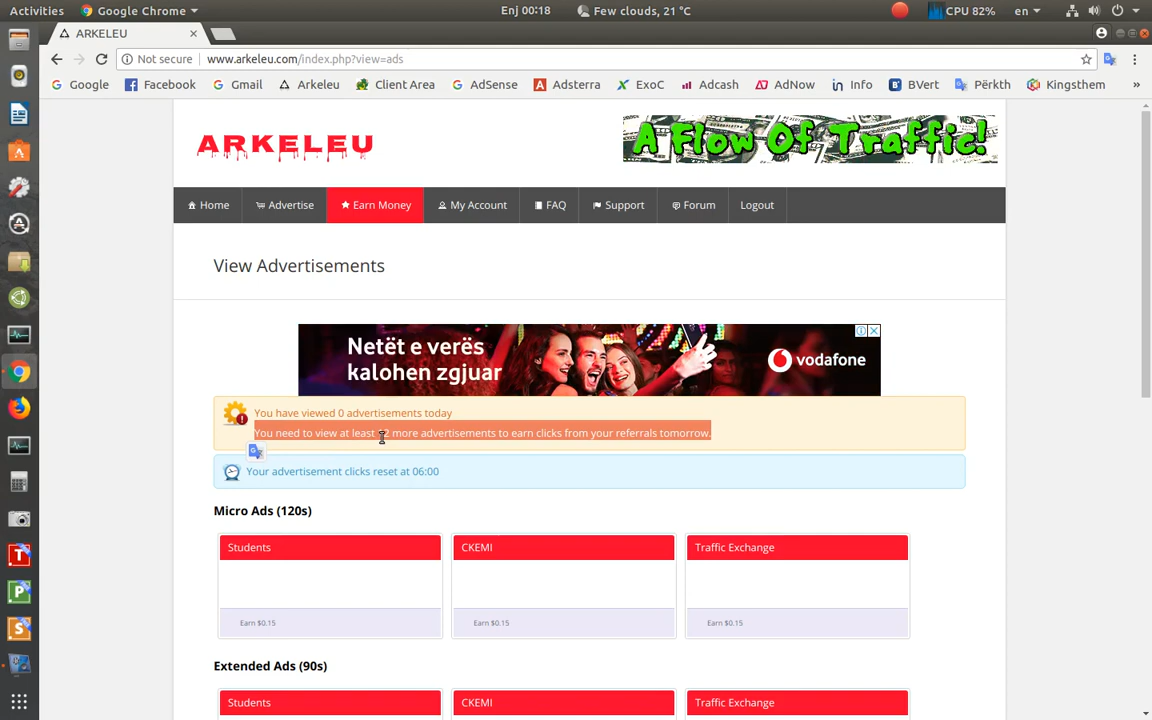 Activities Google Chrome Enj 00:18 Few clouds, 21 °C CPU 82% en
ARKELEU
Not secure www.arkeleu.com/index.php?view=ads
Google Facebook Gmail Arkeleu Client Area AdSense Adsterra ExoC Adcash AdNow Info BVert Përkth Kingsthem »
ARKELEU
A Flow Of Traffic!
Home Advertise Earn Money My Account FAQ Support Forum Logout
View Advertisements
Netët e verës
kalohen zgjuar
vodafone
You have viewed 0 advertisements today
You need to view at least more advertisements to earn clicks from your referrals tomorrow.
Your advertisement clicks reset at 06:00
Micro Ads (120s)
Students CKEMI Traffic Exchange
Earn $0.15 Earn $0.15 Earn $0.15
Extended Ads (90s)
Students CKEMI Traffic Exchange